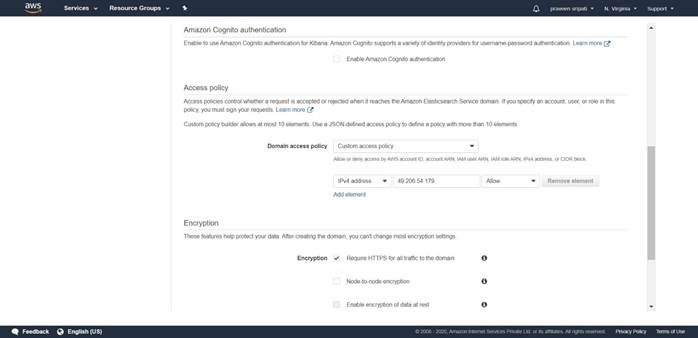 aws Services Resource Groups praveen sripati N. Virginia Support
Amazon Cognito authentication
Enable to use Amazon Cognito authentication for Kibana. Amazon Cognito supports a variety of identity providers for username-password authentication. Learn more
Enable Amazon Cognito authentication
Access policy
Access policies control whether a request is accepted or rejected when it reaches the Amazon Elasticsearch Service domain. If you specify an account, user, or role in this
policy, you must sign your requests. Learn more
Custom policy builder allows at most 10 elements. Use a JSON-defined access policy to define a policy with more than 10 elements.
Domain access policy Custom access policy
Allow or deny access by AWS account ID, account ARN, IAM user ARN, IAM role ARN, IPv4 address, or CIDR block.
IPv4 address 49.206.54.179 Allow Remove element
Add element
Encryption
These features help protect your data. After creating the domain, you can't change most encryption settings.
Encryption Require HTTPS for all traffic to the domain
Node-to-node encryption
Enable encryption of data at rest
Feedback English (US) © 2008 - 2020, Amazon Internet Services Private Ltd. or its affiliates. All rights reserved. Privacy Policy Terms of Use